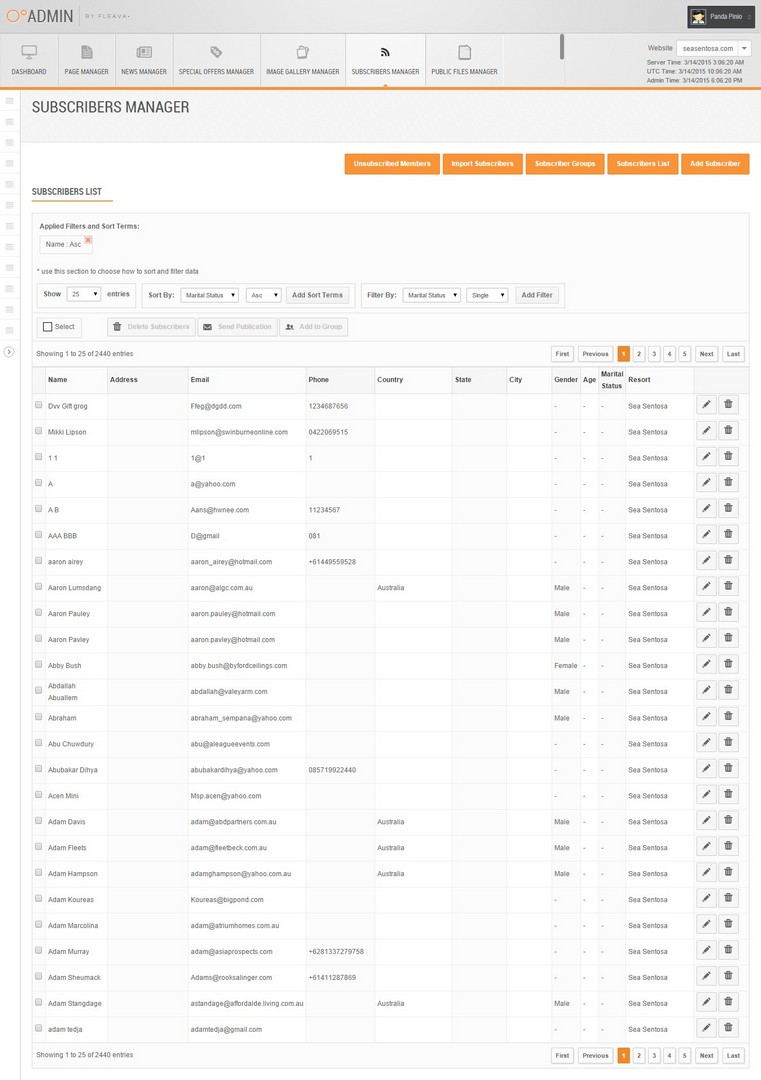 ADMIN BY FLEAVA
Panda Pinio
DASHBOARD PAGE MANAGER NEWS MANAGER SPECIAL OFFERS MANAGER IMAGE GALLERY MANAGER SUBSCRIBERS MANAGER PUBLIC FILES MANAGER
Website seasentosa.com
Server Time: 3/14/2015 3:06:20 AM
UTC Time: 3/14/2015 10:06:20 AM
Admin Time: 3/14/2015 6:06:20 PM
SUBSCRIBERS MANAGER
Unsubscribed Members Import Subscribers Subscriber Groups Subscribers List Add Subscriber
SUBSCRIBERS LIST
Applied Filters and Sort Terms:
Name : Asc
* use this section to choose how to sort and filter data
Show 25 entries Sort By: Marital Status Asc Add Sort Terms Filter By: Marital Status Single Add Filter
Select Delete Subscribers Send Publication Add to Group
Showing 1 to 25 of 2440 entries First Previous 1 2 3 4 5 Next Last
Name Address Email Phone Country State City Gender Age Marital Status Resort
Dvv Gift grog Ffeg@dgdd.com 1234687656 - - - Sea Sentosa
Mikki Lipson mlipson@swinburneonline.com 0422069515 - - - Sea Sentosa
1 1 1@1 1 - - - Sea Sentosa
A a@yahoo.com - - - Sea Sentosa
A B Aans@hwnee.com 11234567 - - - Sea Sentosa
AAA BBB D@gmail 081 - - - Sea Sentosa
aaron airey aaron_airey@hotmail.com +61449559528 - - - Sea Sentosa
Aaron Lumsdang aaron@algc.com.au Australia Male - - Sea Sentosa
Aaron Pauley aaron.pauley@hotmail.com Male - - Sea Sentosa
Aaron Pavley aaron.pavley@hotmail.com Male - - Sea Sentosa
Abby Bush abby.bush@byfordceilings.com Female - - Sea Sentosa
Abdallah Abuallem abdallah@valeyarm.com Male - - Sea Sentosa
Abraham abraham_sempana@yahoo.com Male - - Sea Sentosa
Abu Chuwdury abu@aleagueevents.com - - - Sea Sentosa
Abubakar Dihya abubakardihya@yahoo.com 085719922440 - - - Sea Sentosa
Acen Mini Msp.acen@yahoo.com - - - Sea Sentosa
Adam Davis adam@abdpartners.com.au Australia Male - - Sea Sentosa
Adam Fleets adam@fleetbeck.com.au Australia Male - - Sea Sentosa
Adam Hampson adamghampson@yahoo.com.au Australia Male - - Sea Sentosa
Adam Koureas Koureas@bigpond.com - - - Sea Sentosa
Adam Marcolina adam@atriumhomes.com.au - - - Sea Sentosa
Adam Murray adam@asiaprospects.com +6281337279758 - - - Sea Sentosa
Adam Sheumack Adams@rooksalinger.com +61411287869 - - - Sea Sentosa
Adam Stangdage astandage@affordalde.living.com.au Australia Male - - Sea Sentosa
adam tedja adamtedja@gmail.com - - - Sea Sentosa
Showing 1 to 25 of 2440 entries First Previous 1 2 3 4 5 Next Last